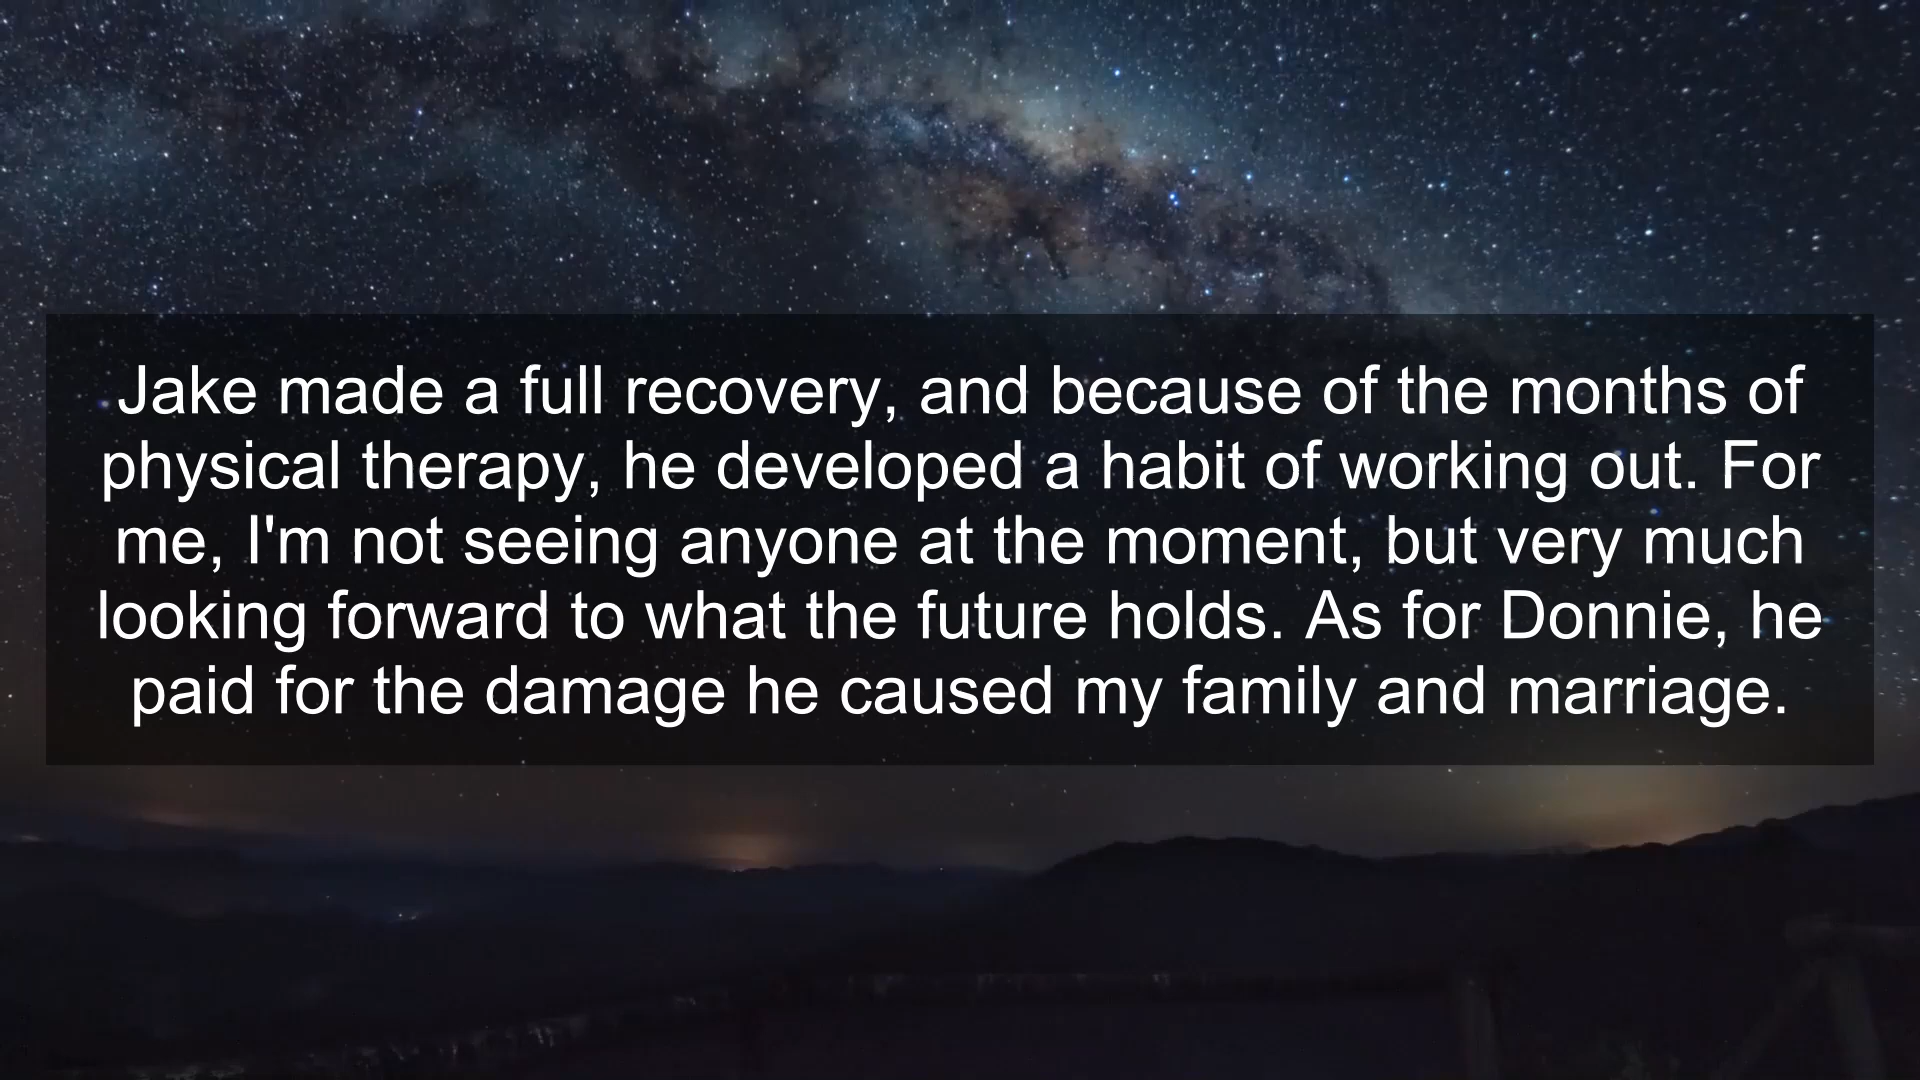 Jake made a full recovery, and because of the months of
physical therapy, he developed a habit of working out. For
me, I'm not seeing anyone at the moment, but very much
looking forward to what the future holds. As for Donnie, he
paid for the damage he caused my family and marriage.